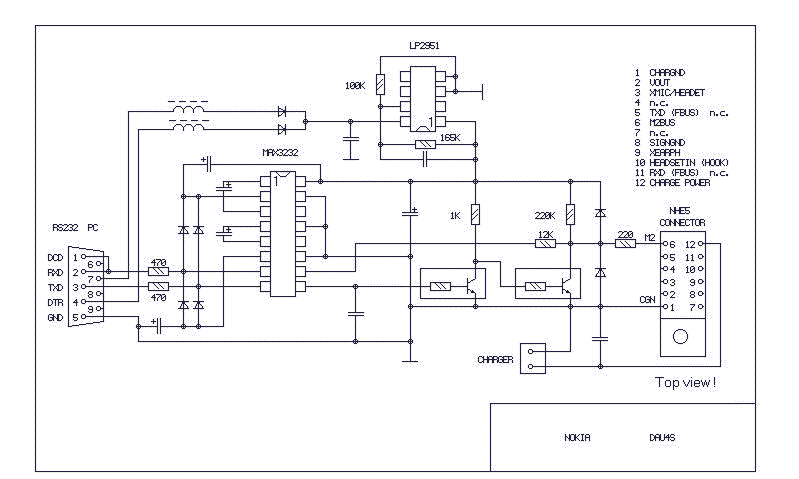 LP2951
100K
1
165K
1 CHARGND
2 VOUT
3 XMIC/HEADET
4 n.c.
5 TXD (FBUS) n.c.
6 M2BUS
7 n.c.
8 SIGNGND
9 XEARPH
10 HEADSETIN (HOOK)
11 RXD (FBUS) n.c.
12 CHARGE POWER
MAX3232
1
+
+
+
+
1K
220K
12K
220
M2
NHE5
CONNECTOR
6 12
5 11
4 10
3 9
2 8
1 7
CGN
RS232 PC
DCD 1
6
RXD 2
7
TXD 3
8
DTR 4
9
GND 5
470
470
+
CHARGER
Top view!
NOKIA DAU4S